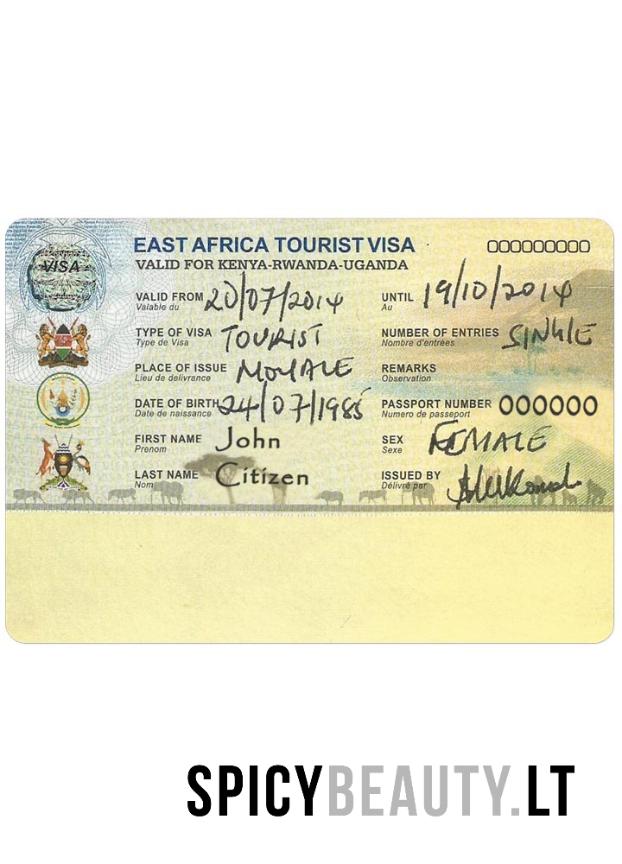 EAST AFRICA TOURIST VISA 0000000000
VISA
VALID FOR KENYA-RWANDA-UGANDA
VALID FROM 20/07/2014 UNTIL 19/10/2014
Valable du Au
TYPE OF VISA TOURIST NUMBER OF ENTRIES SINGLE
Type de Visa Nombre d'entrées
PLACE OF ISSUE MOYALE REMARKS
Lieu de delivrance Observation
DATE OF BIRTH 24/07/1985 PASSPORT NUMBER 000000
Date de naissance Numero de passeport
FIRST NAME John SEX FEMALE
Prenom Sexe
LAST NAME Citizen ISSUED BY
Nom Délivré par
SPICYBEAUTY.LT